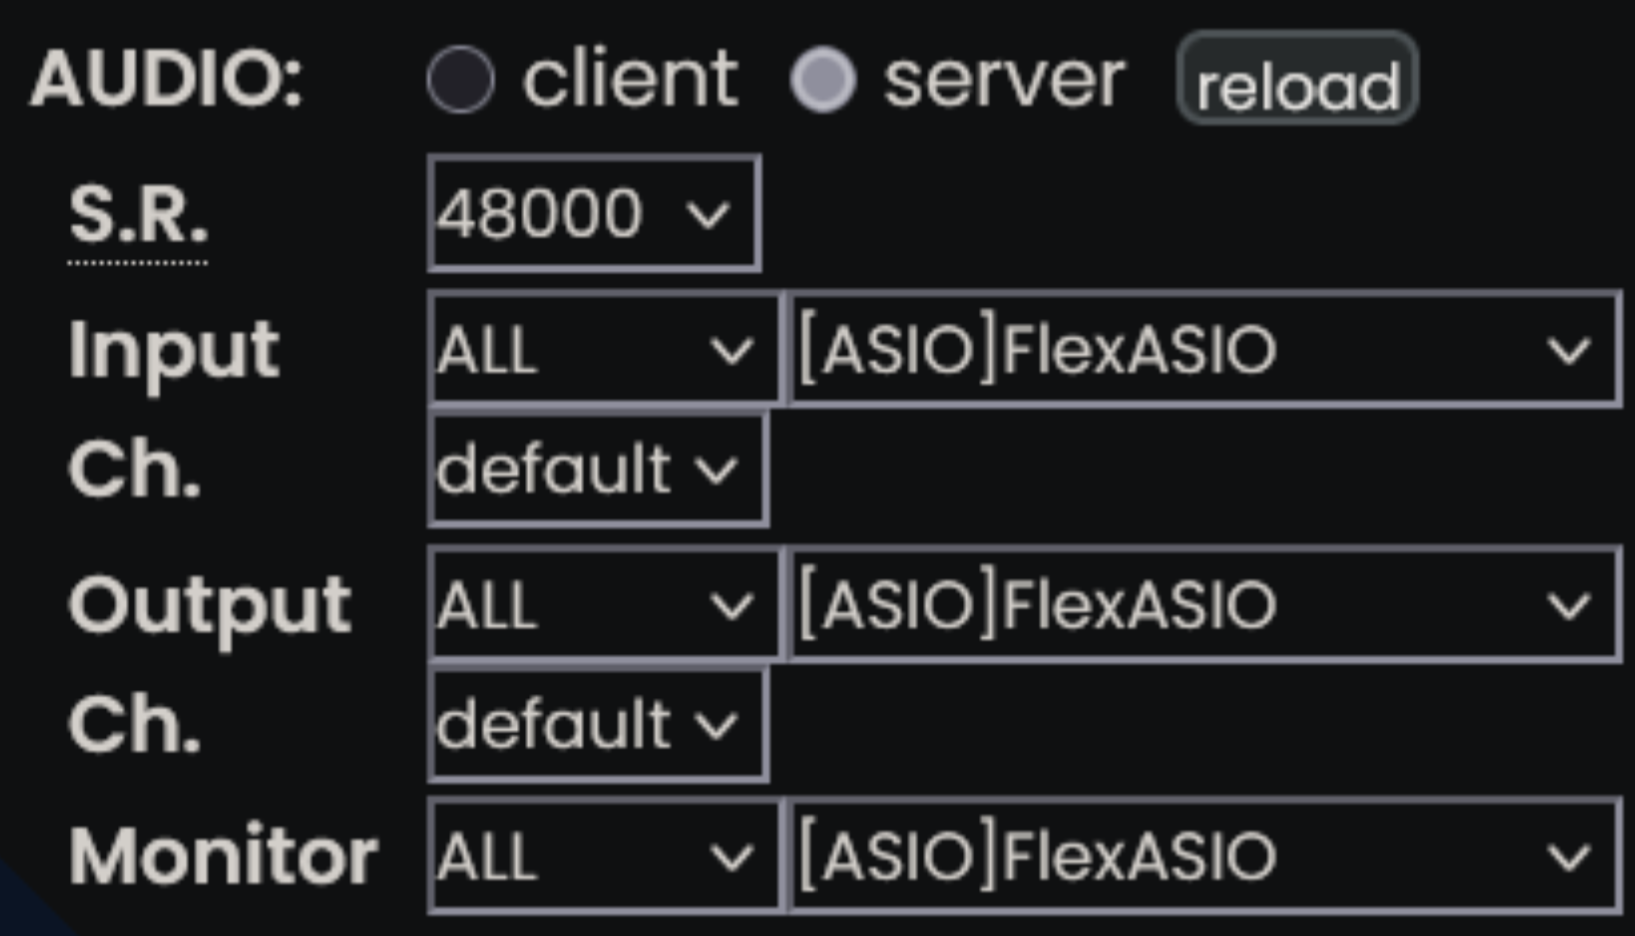 AUDIO: client server reload
S.R. 48000
Input ALL [ASIO]FlexASIO
Ch. default
Output ALL [ASIO]FlexASIO
Ch. default
Monitor ALL [ASIO]FlexASIO